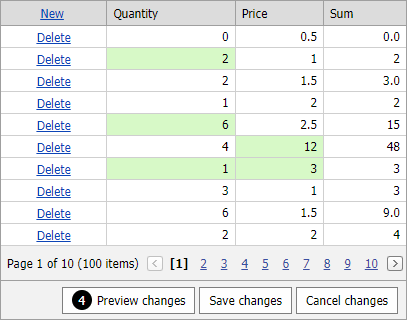 New Quantity Price Sum
Delete 0 0.5 0.0
Delete 2 1 2
Delete 2 1.5 3.0
Delete 1 2 2
Delete 6 2.5 15
Delete 4 12 48
Delete 1 3 3
Delete 3 1 3
Delete 6 1.5 9.0
Delete 2 2 4
Page 1 of 10 (100 items) [1] 2 3 4 5 6 7 8 9 10
4 Preview changes Save changes Cancel changes